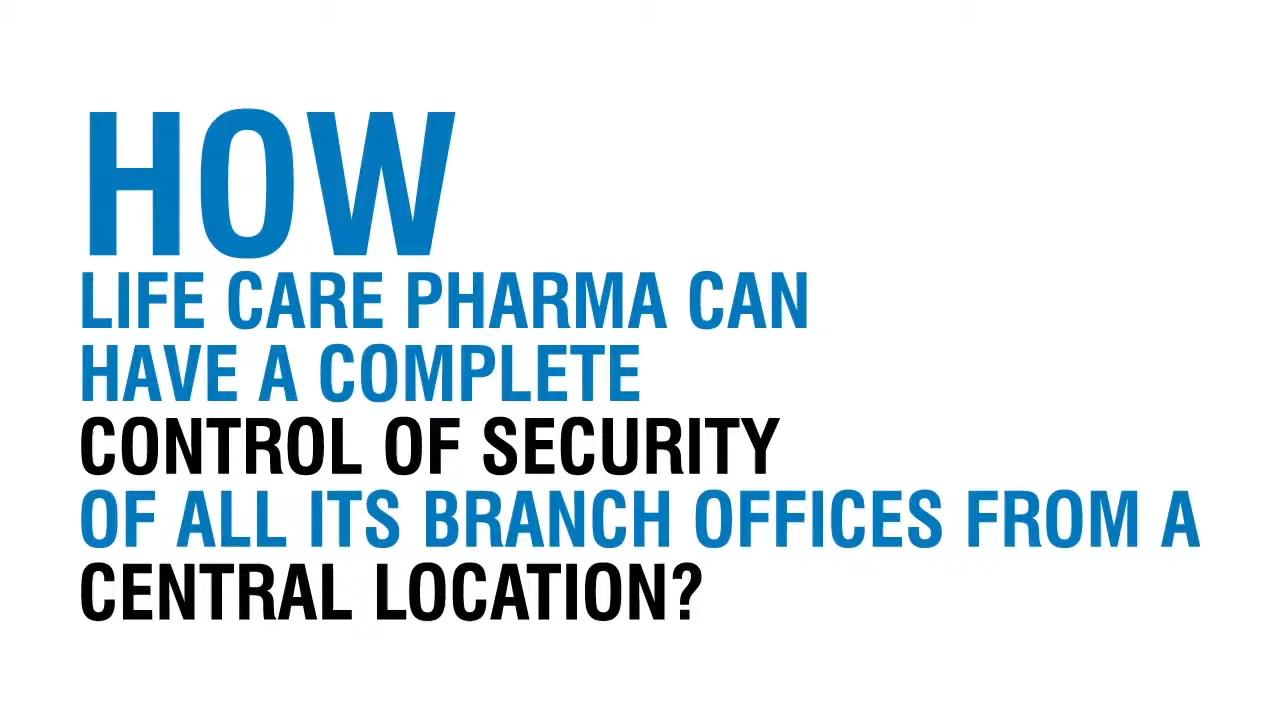 HOW
LIFE CARE PHARMA CAN
HAVE A COMPLETE
CONTROL OF SECURITY
OF ALL ITS BRANCH OFFICES FROM A
CENTRAL LOCATION?